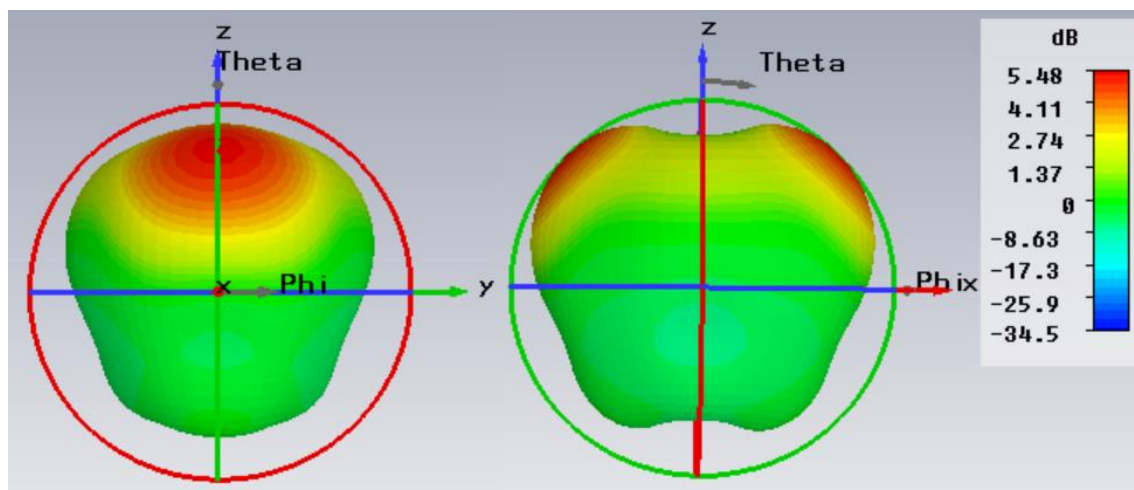 z
Theta
x
Phi
y
z
Theta
Phi
x
dB
5.48
4.11
2.74
1.37
0
-8.63
-17.3
-25.9
-34.5